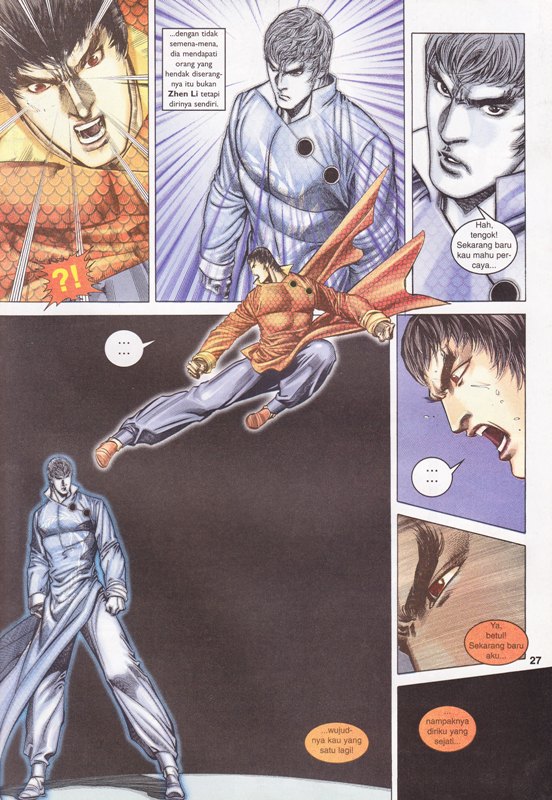 ...dengan tidak
semena-mena,
dia mendapati
orang yang
hendak diserang-
nya itu bukan
Zhen Li tetapi
dirinya sendiri.
Hah,
tengok!
Sekarang baru
kau mahu per-
caya...
?!
...
...
...
...
Ya,
betul!
Sekarang baru
aku...
27
...
nampaknya
diriku yang
sejati...
...wujud-
nya kau yang
satu lagi!